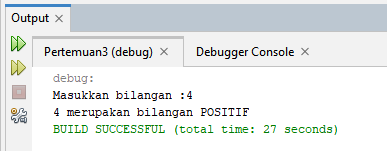 Output
Pertemuan3 (debug)
Debugger Console
debug:
Masukkan bilangan :4
4 merupakan bilangan POSITIF
BUILD SUCCESSFUL (total time: 27 seconds)